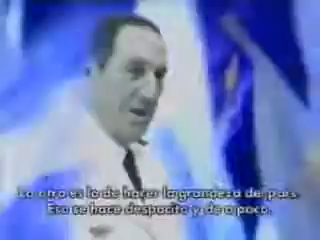 Lo otro es lo de hacer la grandeza del país.
Eso se hace despacito y de a poco.